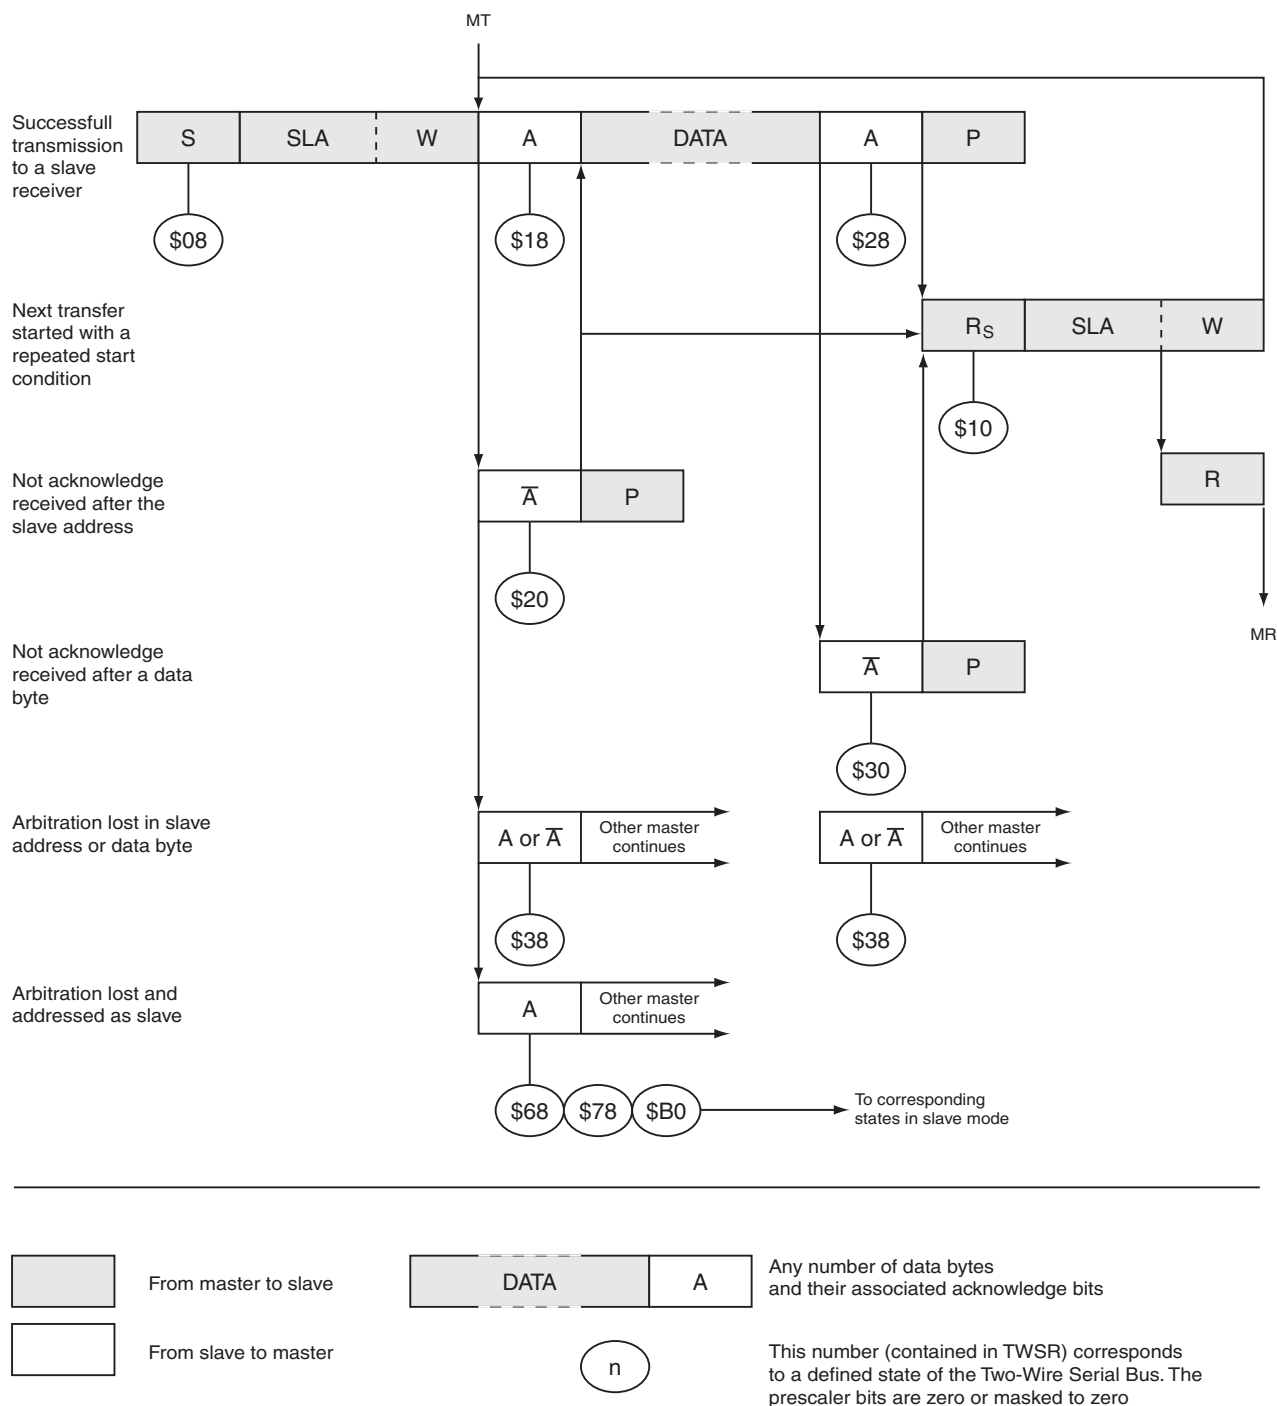 MT
Successfull
transmission
to a slave
receiver
S SLA W A DATA A P
$08 $18 $28
Next transfer
started with a
repeated start
condition
RS SLA W
$10
Not acknowledge
received after the
slave address
A̅ P
R
$20
MR
Not acknowledge
received after a data
byte
A̅ P
$30
Arbitration lost in slave
address or data byte
A or A̅
Other master
continues
A or A̅
Other master
continues
$38 $38
Arbitration lost and
addressed as slave
A
Other master
continues
$68 $78 $B0
To corresponding
states in slave mode
From master to slave
DATA A
Any number of data bytes
and their associated acknowledge bits
From slave to master
n
This number (contained in TWSR) corresponds
to a defined state of the Two-Wire Serial Bus. The
prescaler bits are zero or masked to zero